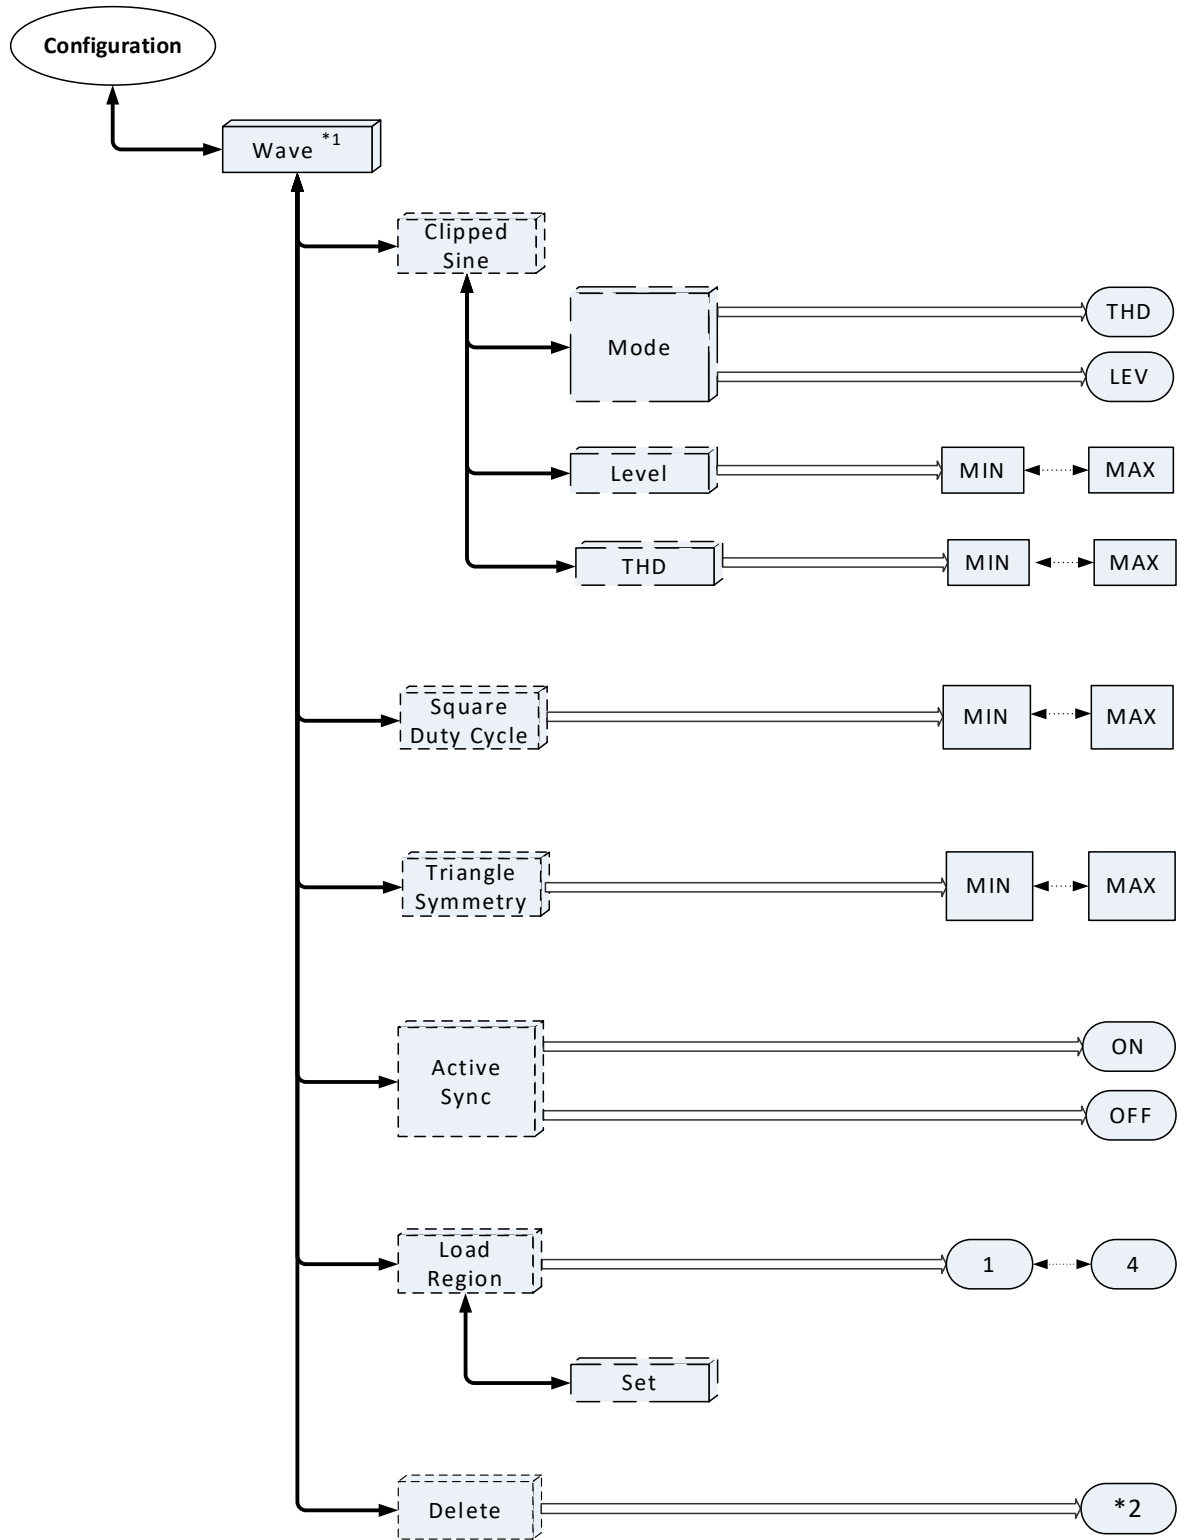 Configuration
Wave *1
Clipped
Sine
Mode
THD
LEV
Level
MIN
MAX
THD
MIN
MAX
Square
Duty Cycle
MIN
MAX
Triangle
Symmetry
MIN
MAX
Active
Sync
ON
OFF
Load
Region
1
4
Set
Delete
*2